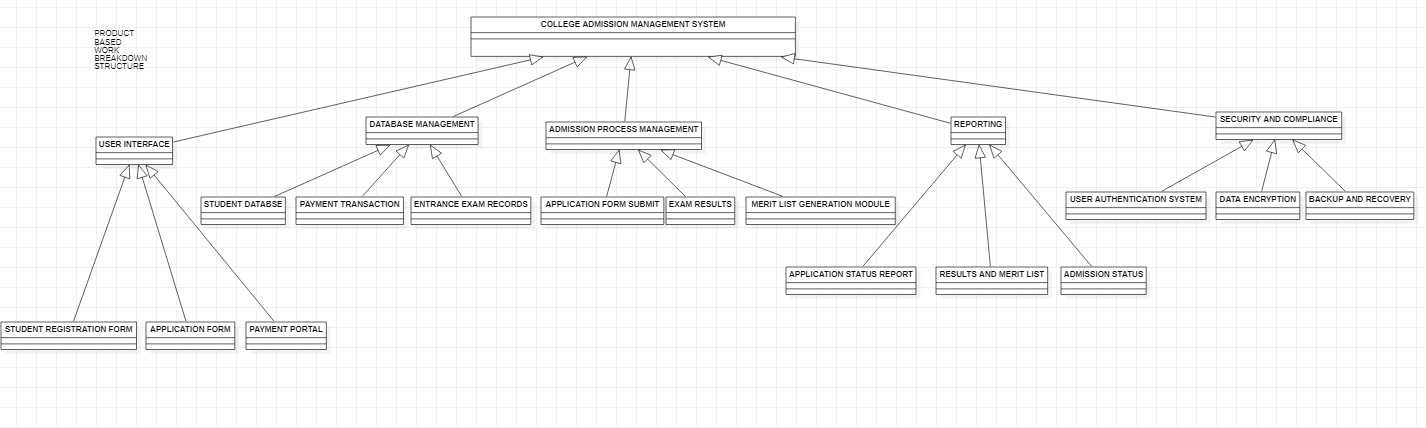 COLLEGE ADMISSION MANAGEMENT SYSTEM
PRODUCT
BASED
WORK
BREAKDOWN
STRUCTURE
USER INTERFACE
DATABASE MANAGEMENT
ADMISSION PROCESS MANAGEMENT
REPORTING
SECURITY AND COMPLIANCE
STUDENT DATABSE
PAYMENT TRANSACTION
ENTRANCE EXAM RECORDS
APPLICATION FORM SUBMIT
EXAM RESULTS
MERIT LIST GENERATION MODULE
USER AUTHENTICATION SYSTEM
DATA ENCRYPTION
BACKUP AND RECOVERY
APPLICATION STATUS REPORT
RESULTS AND MERIT LIST
ADMISSION STATUS
STUDENT REGISTRATION FORM
APPLICATION FORM
PAYMENT PORTAL